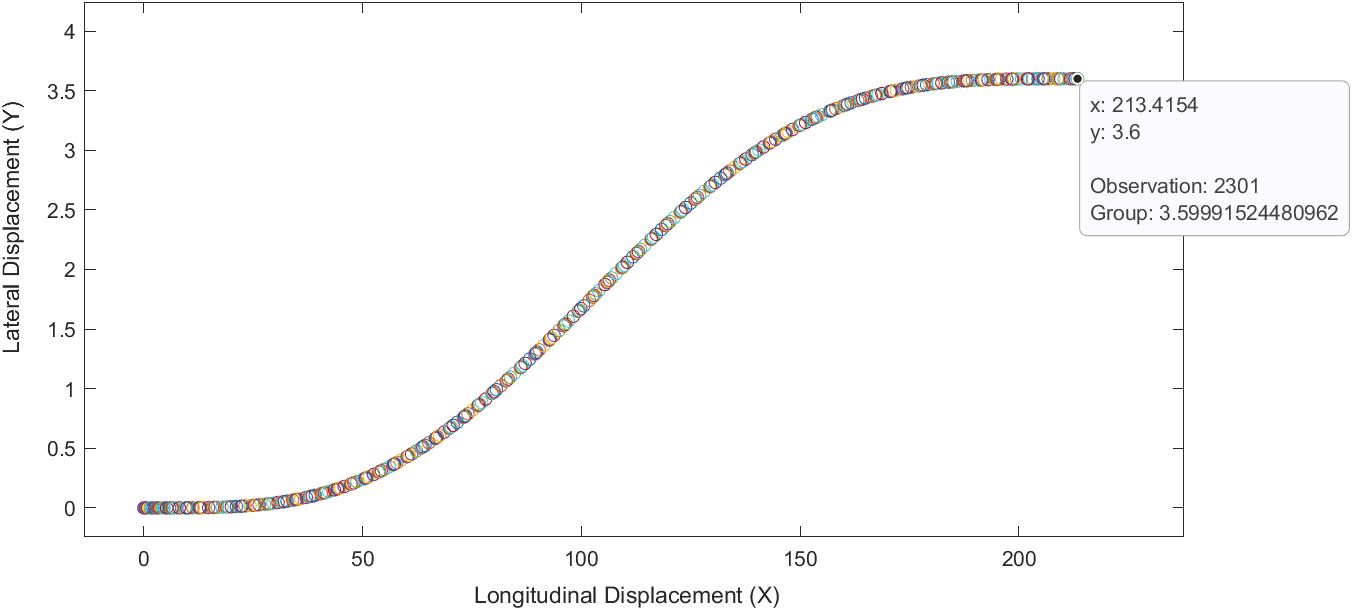 4
3.5
3
2.5
2
1.5
1
0.5
0
Lateral Displacement (Y)
x: 213.4154
y: 3.6
Observation: 2301
Group: 3.59991524480962
0 50 100 150 200
Longitudinal Displacement (X)